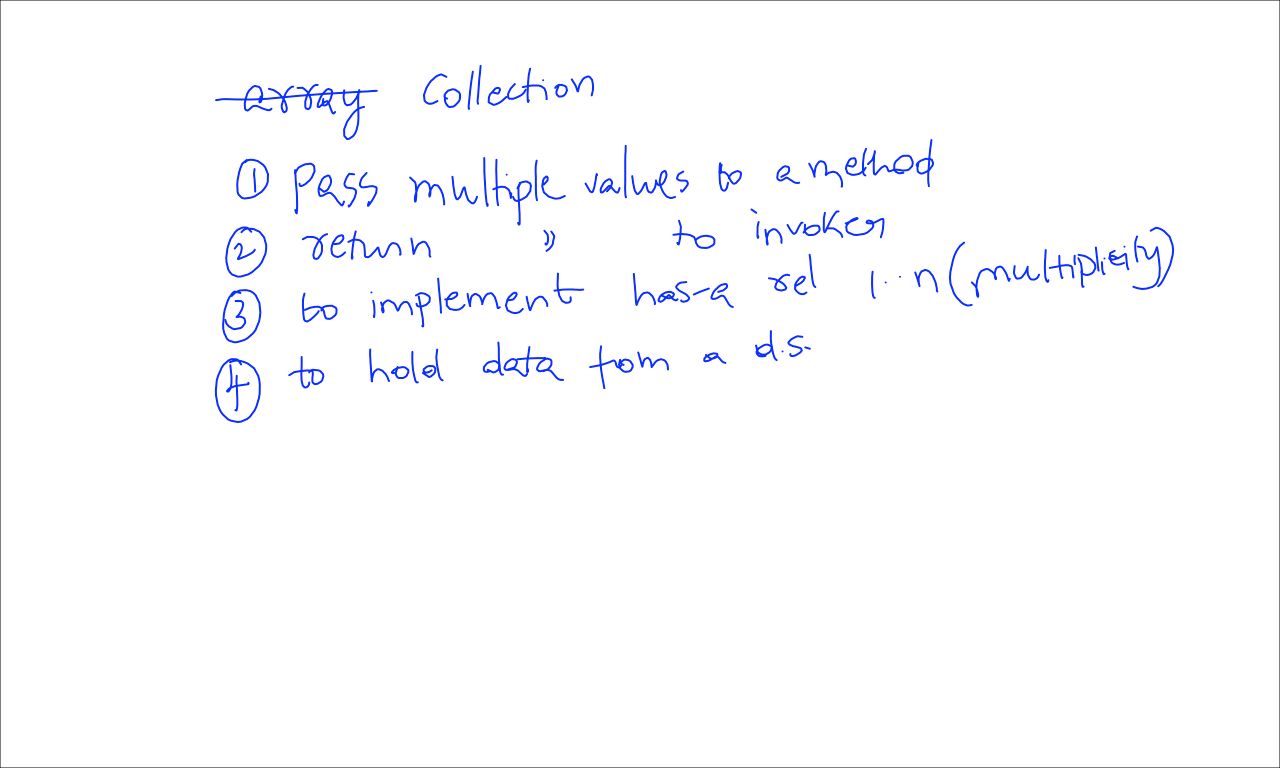 array Collection
① Pass multiple values to a method
② return " to invoker
③ to implement has-a rel 1..n (multiplicity)
④ to hold data from a d.s.